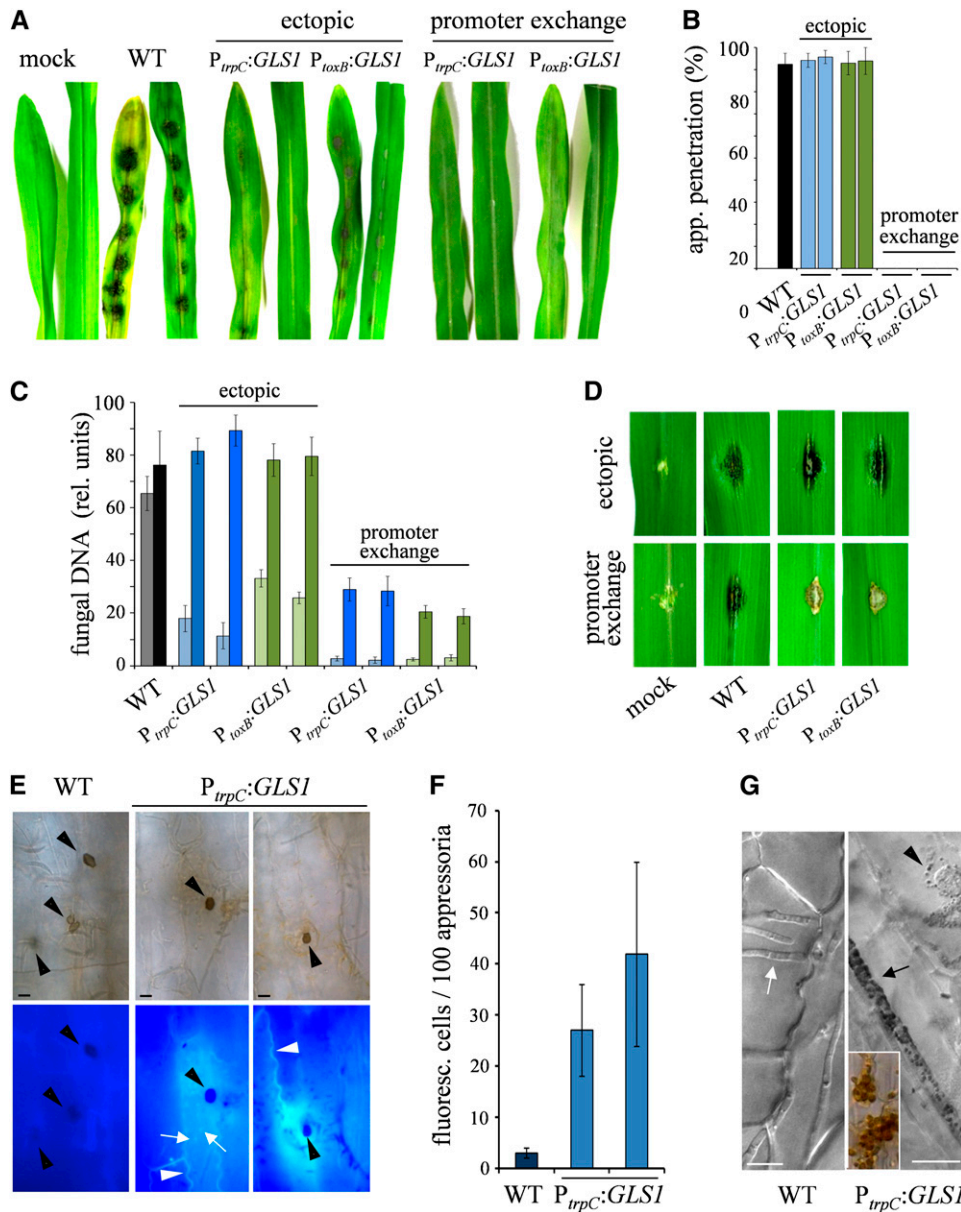 A
ectopic
promoter exchange
mock
WT
PtrpC:GLS1
PtoxB:GLS1
PtrpC:GLS1
PtoxB:GLS1
B
ectopic
100
80
60
40
20
0
app. penetration (%)
promoter
exchange
WT
PtrpC:GLS1
PtoxB:GLS1
PtrpC:GLS1
PtoxB:GLS1
C
ectopic
promoter
exchange
100
80
60
40
20
0
fungal DNA (rel. units)
WT
PtrpC:GLS1
PtoxB:GLS1
PtrpC:GLS1
PtoxB:GLS1
D
ectopic
promoter
exchange
mock
WT
PtrpC:GLS1
PtoxB:GLS1
E
WT
PtrpC:GLS1
F
70
60
50
40
30
20
10
0
fluoresc. cells / 100 appressoria
WT
PtrpC:GLS1
G
WT
PtrpC:GLS1